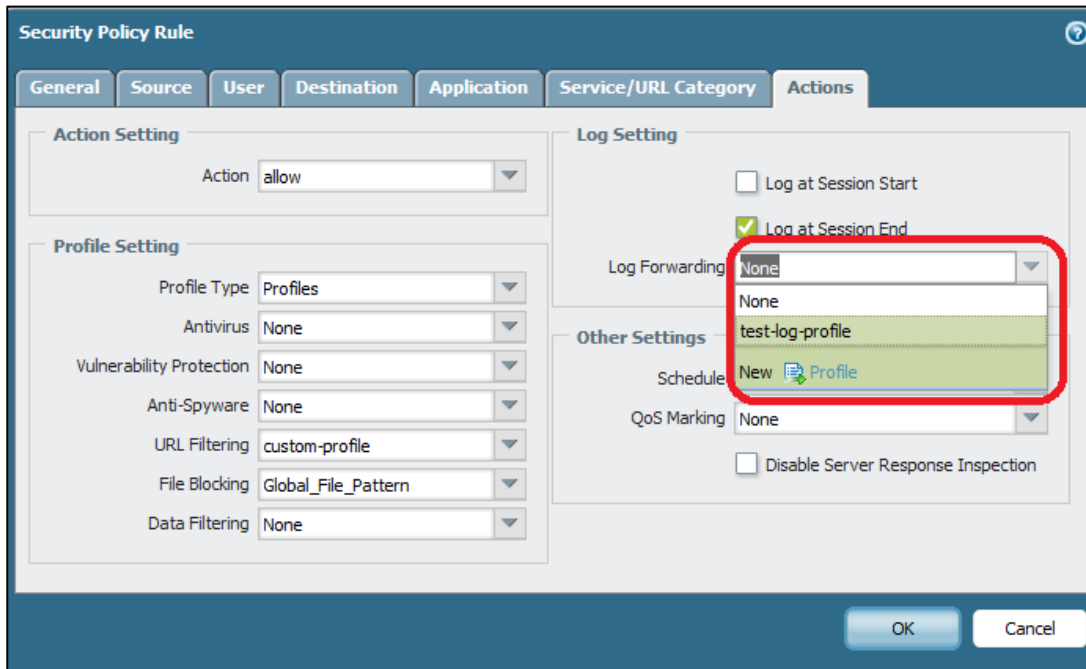 Security Policy Rule
General Source User Destination Application Service/URL Category Actions
Action Setting
Action allow
Profile Setting
Profile Type Profiles
Antivirus None
Vulnerability Protection None
Anti-Spyware None
URL Filtering custom-profile
File Blocking Global_File_Pattern
Data Filtering None
Log Setting
Log at Session Start
Log at Session End
Log Forwarding None
None
test-log-profile
New Profile
Other Settings
Schedule
QoS Marking None
Disable Server Response Inspection
OK Cancel